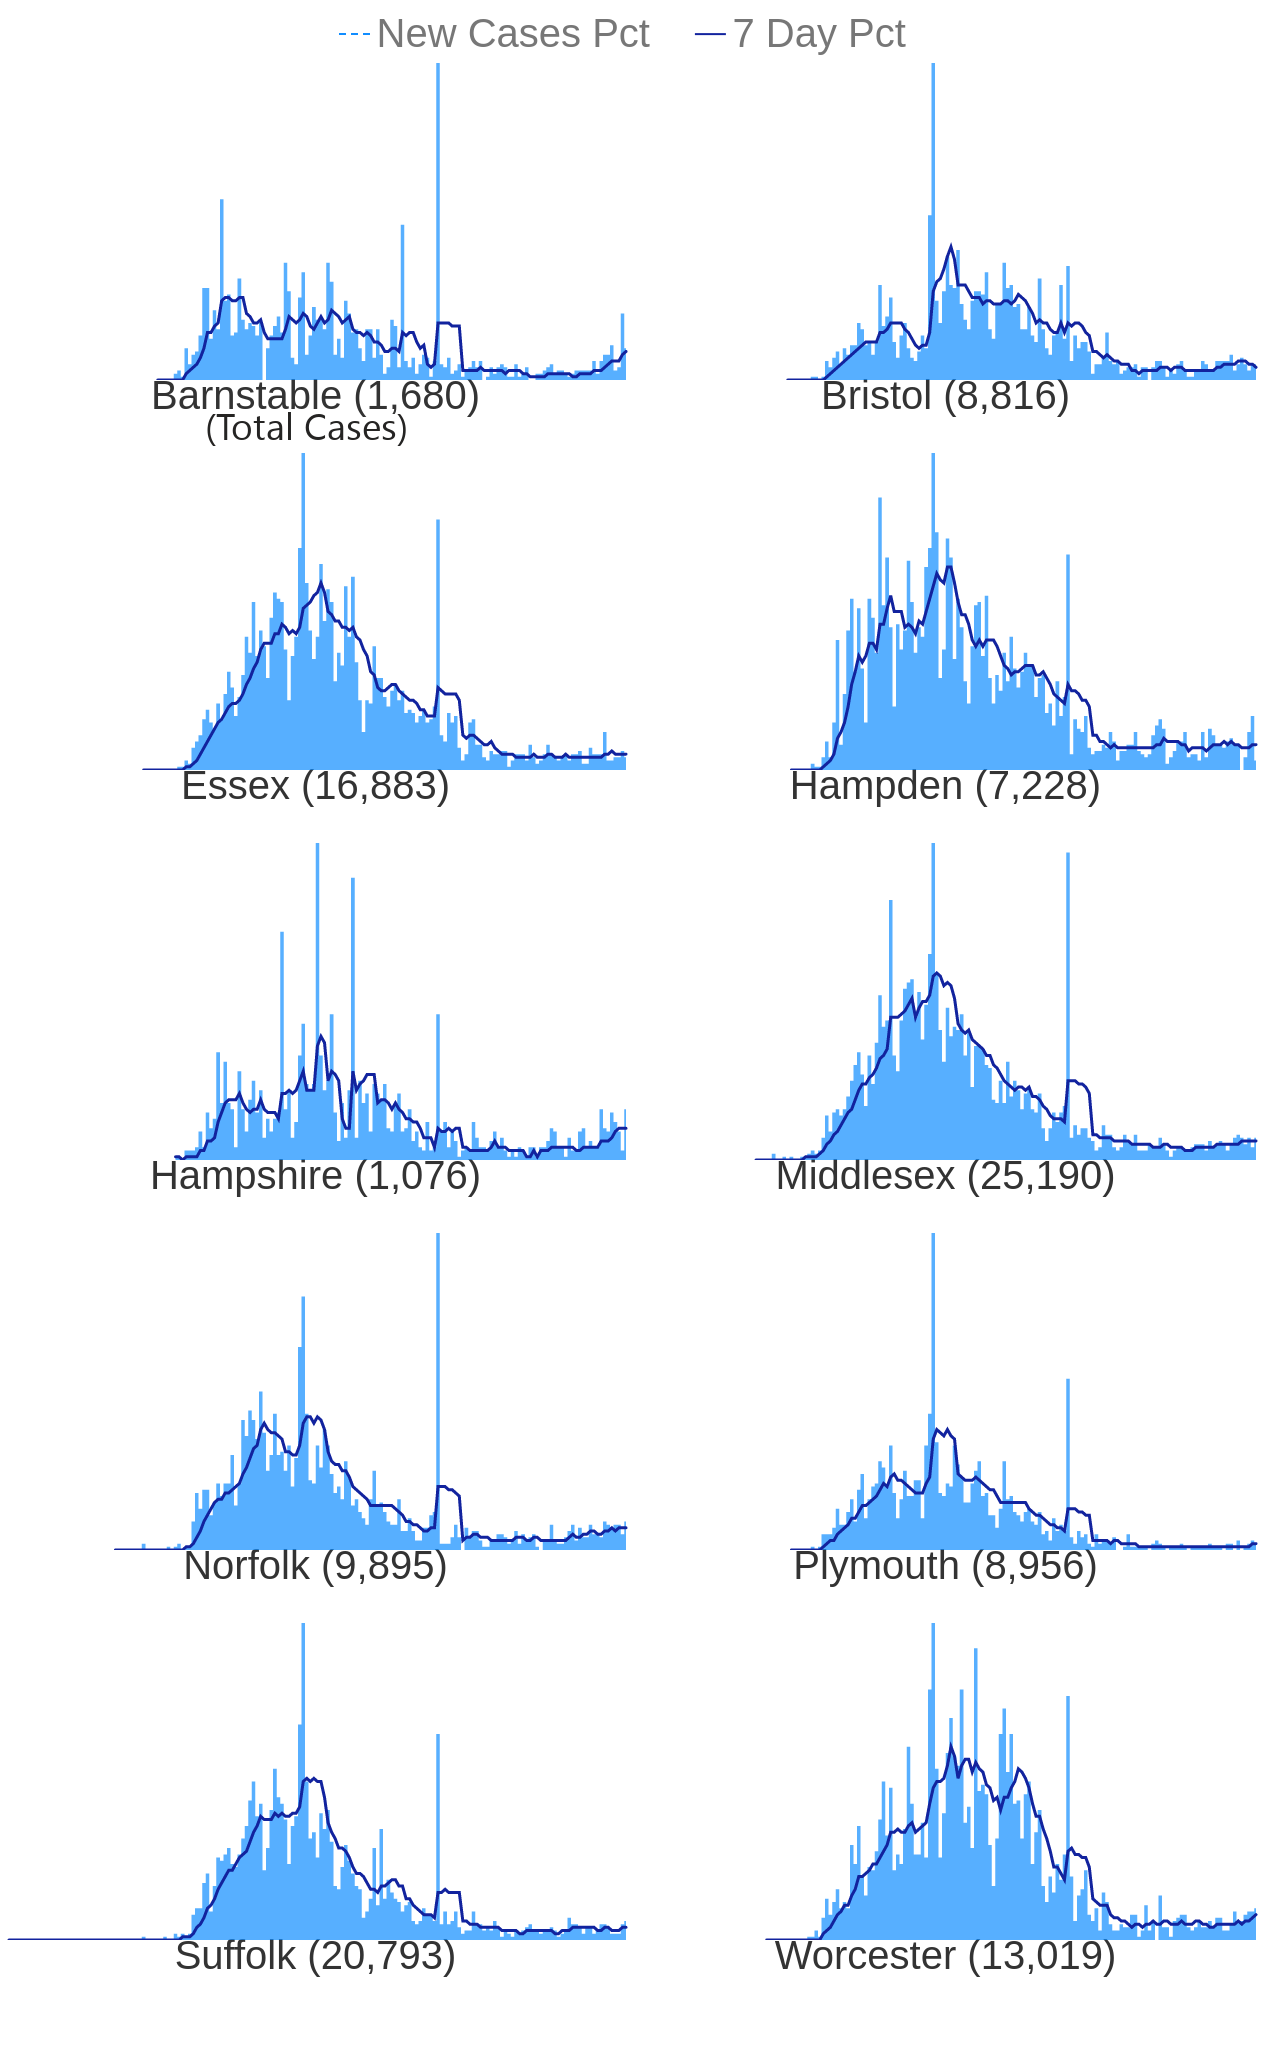 New Cases Pct 7 Day Pct
Barnstable (1,680) Bristol (8,816)
(Total Cases)
Essex (16,883) Hampden (7,228)
Hampshire (1,076) Middlesex (25,190)
Norfolk (9,895) Plymouth (8,956)
Suffolk (20,793) Worcester (13,019)